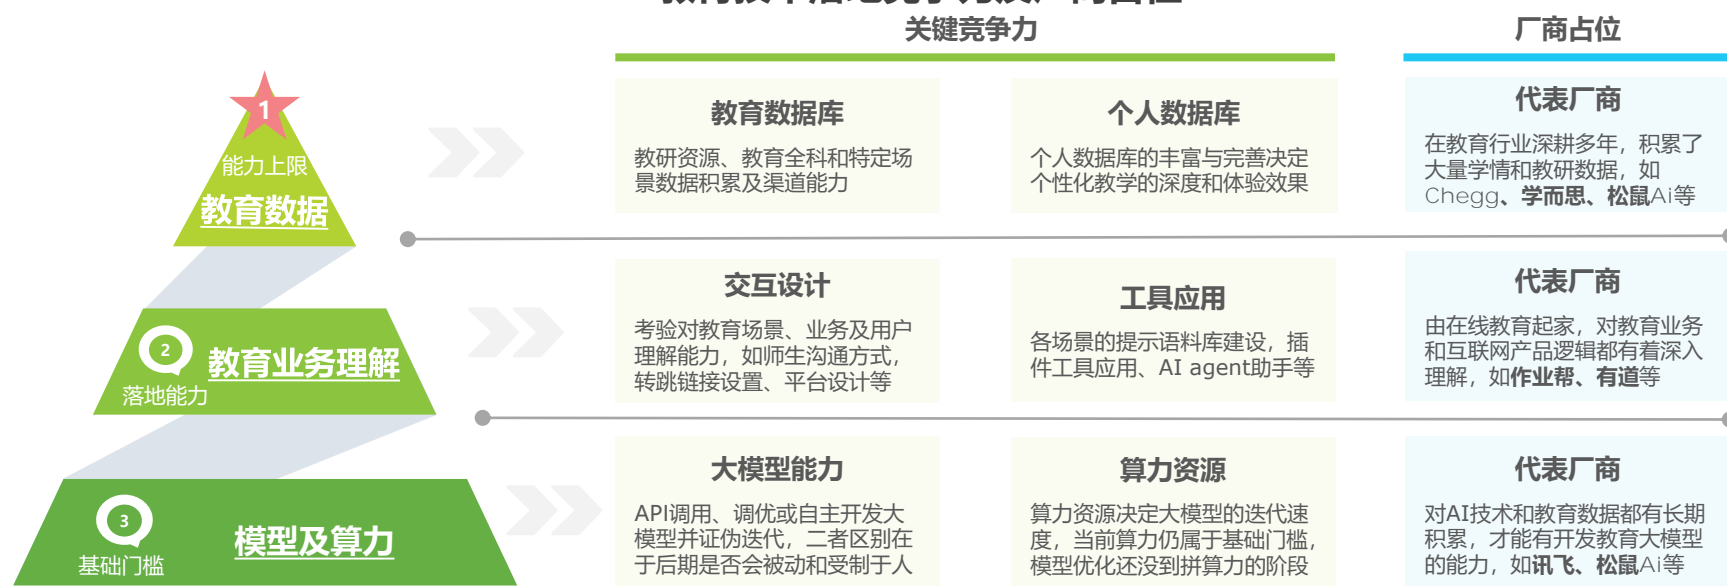 关键竞争力
厂商占位
1
能力上限
教育数据
教育数据库
教研资源、教育全科和特定场
景数据积累及渠道能力
个人数据库
个人数据库的丰富与完善决定
个性化教学的深度和体验效果
代表厂商
在教育行业深耕多年，积累了
大量学情和教研数据，如
Chegg、学而思、松鼠Ai等
2
教育业务理解
落地能力
交互设计
考验对教育场景、业务及用户
理解能力，如师生沟通方式，
转跳链接设置、平台设计等
工具应用
各场景的提示语料库建设，插
件工具应用、AI agent助手等
代表厂商
由在线教育起家，对教育业务
和互联网产品逻辑都有着深入
理解，如作业帮、有道等
3
模型及算力
基础门槛
大模型能力
API调用、调优或自主开发大
模型并证伪迭代，二者区别在
于后期是否会被动和受制于人
算力资源
算力资源决定大模型的迭代速
度，当前算力仍属于基础门槛，
模型优化还没到拼算力的阶段
代表厂商
对AI技术和教育数据都有长期
积累，才能有开发教育大模型
的能力，如讯飞、松鼠Ai等